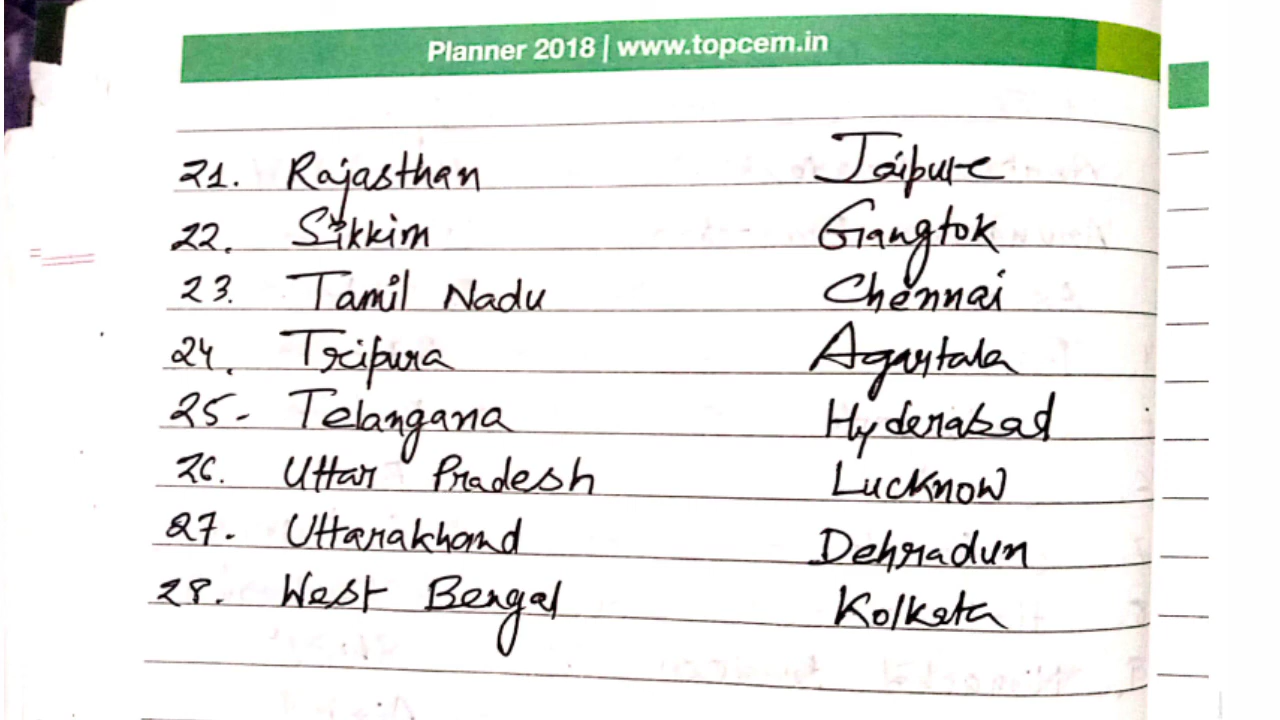 Planner 2018 | www.topcem.in
21. Rajasthan Jaipur
22. Sikkim Gangtok
23. Tamil Nadu Chennai
24. Tripura Agartala
25- Telangana Hyderabad
26. Uttar Pradesh Lucknow
27. Uttarakhand Dehradun
28. West Bengal Kolkata